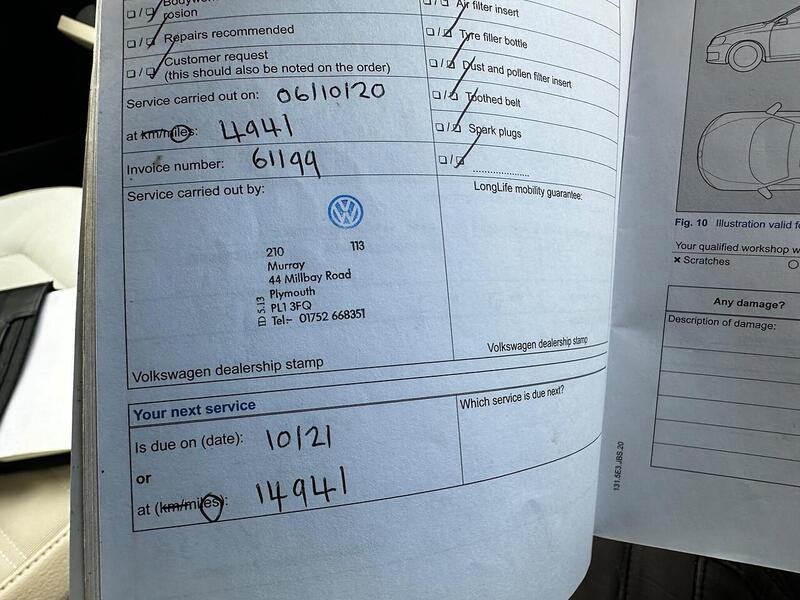 rosion
☐ / ☐ Repairs recommended
☐ / ☐ Customer request
(this should also be noted on the order)
Service carried out on: 06/10/20
at km/miles: 4941
Invoice number: 61199
Service carried out by:
210 113
Murray
44 Millbay Road
Plymouth
PL1 3FQ
Tel:- 01752 668351
ID 5.13
Volkswagen dealership stamp
☐ / ☐ Air filter insert
☐ / ☐ Tyre filler bottle
☐ / ☐ Dust and pollen filter insert
☐ / ☐ Toothed belt
☐ / ☐ Spark plugs
☐ / ☐ ....................
LongLife mobility guarantee:
Volkswagen dealership stamp
Your next service
Is due on (date): 10/21
or
at (km/miles): 14941
Which service is due next?
131.5E3.JBS.20
Fig. 10 Illustration valid
Your qualified workshop
× Scratches
Any damage?
Description of damage: